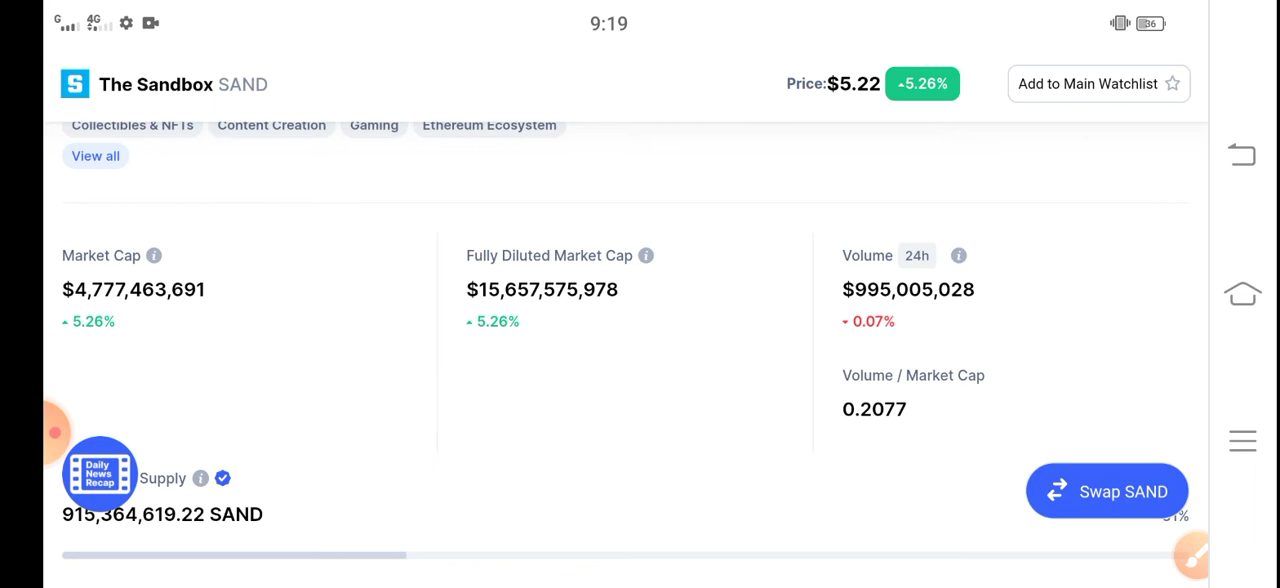 G 4G 9:19 36
S The Sandbox SAND Price:$5.22 5.26% Add to Main Watchlist
Collectibles & NFTs Content Creation Gaming Ethereum Ecosystem
View all
Market Cap i Fully Diluted Market Cap i Volume 24h i
$4,777,463,691 $15,657,575,978 $995,005,028
5.26% 5.26% 0.07%
Volume / Market Cap
0.2077
Daily
News
Recap
Supply i
Swap SAND
915,364,619.22 SAND